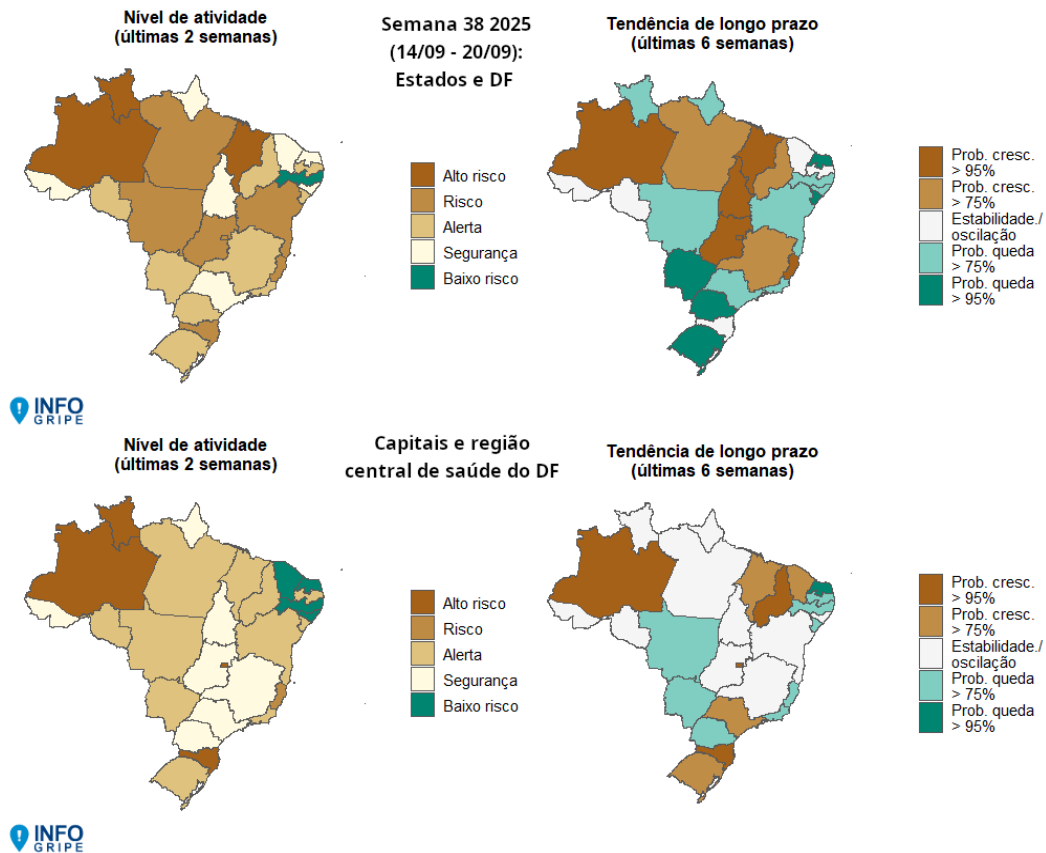 Nível de atividade
(últimas 2 semanas)
Semana 38 2025
(14/09 - 20/09):
Estados e DF
Tendência de longo prazo
(últimas 6 semanas)
Alto risco
Risco
Alerta
Segurança
Baixo risco
Prob. cresc.
> 95%
Prob. cresc.
> 75%
Estabilidade./
oscilação
Prob. queda
> 75%
Prob. queda
> 95%
INFO
GRIPE
Nível de atividade
(últimas 2 semanas)
Capitais e região
central de saúde do DF
Tendência de longo prazo
(últimas 6 semanas)
Alto risco
Risco
Alerta
Segurança
Baixo risco
Prob. cresc.
> 95%
Prob. cresc.
> 75%
Estabilidade./
oscilação
Prob. queda
> 75%
Prob. queda
> 95%
INFO
GRIPE